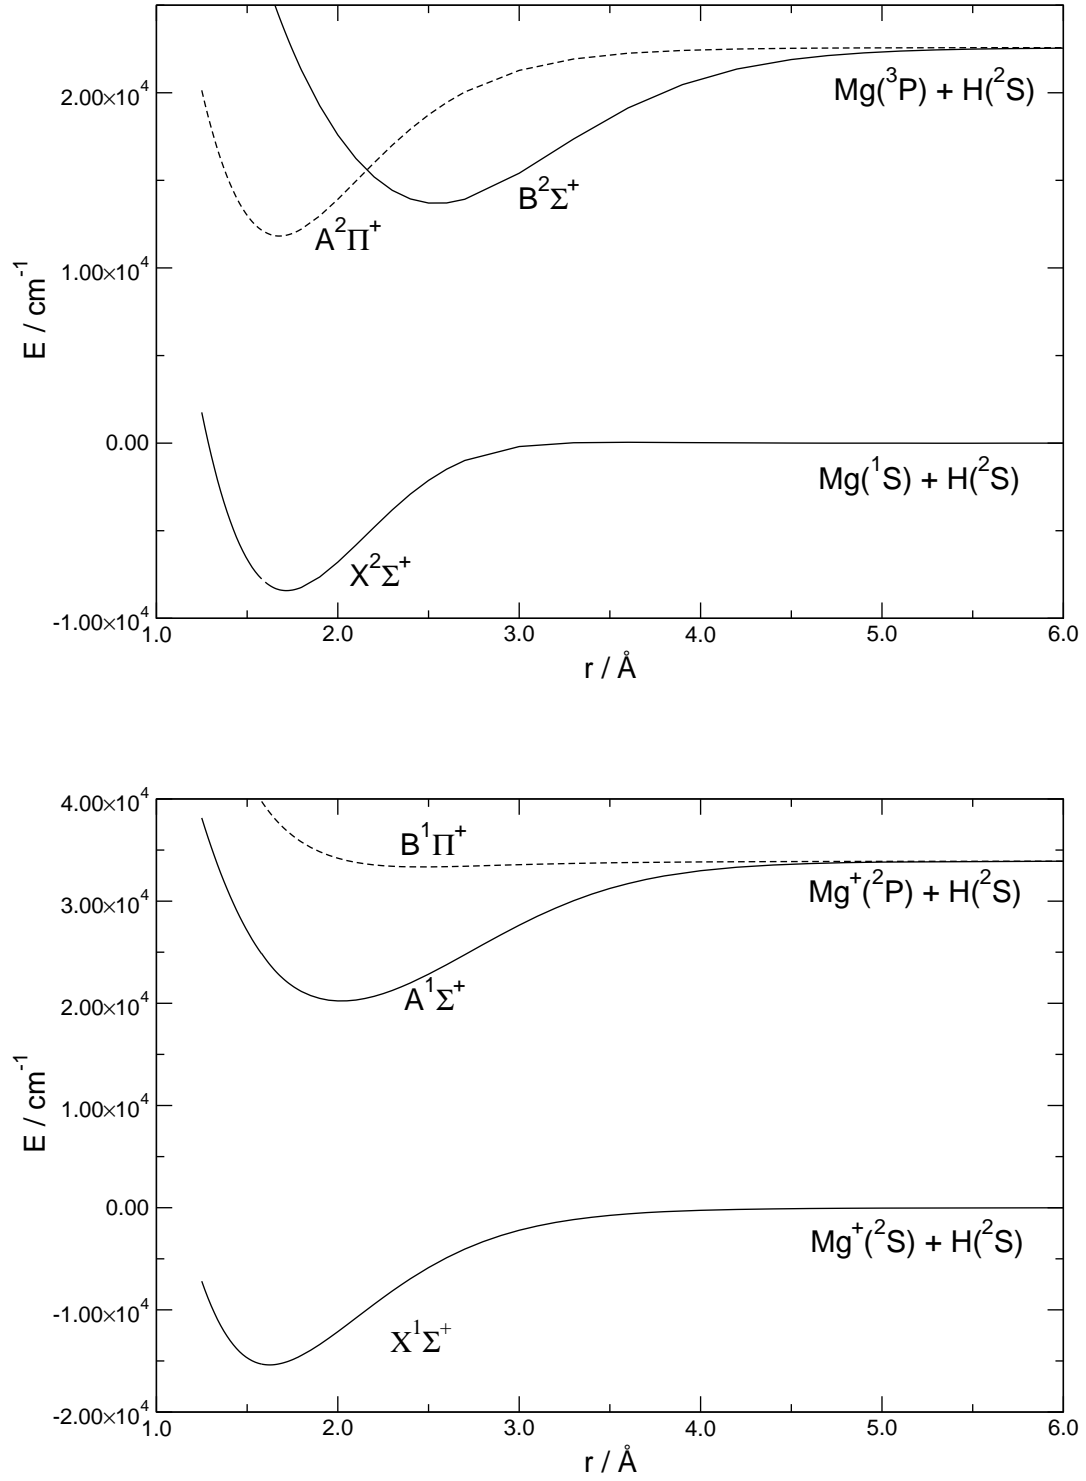 2.00×10⁴
Mg(³P) + H(²S)
B²Σ⁺
A²Π⁺
1.00×10⁴
E / cm⁻¹
0.00
Mg(¹S) + H(²S)
X²Σ⁺
-1.00×10⁴
1.0 2.0 3.0 4.0 5.0 6.0
r / Å
4.00×10⁴
B¹Π⁺
Mg⁺(²P) + H(²S)
3.00×10⁴
A¹Σ⁺
2.00×10⁴
E / cm⁻¹
1.00×10⁴
0.00
Mg⁺(²S) + H(²S)
-1.00×10⁴
X¹Σ⁺
-2.00×10⁴
1.0 2.0 3.0 4.0 5.0 6.0
r / Å